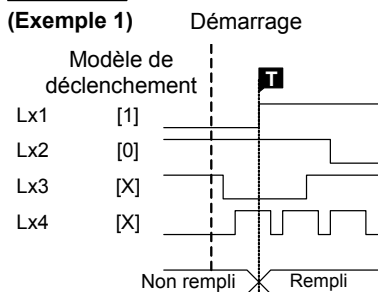 (Exemple 1) Démarrage
Modèle de
déclenchement
T
Lx1 [1]
Lx2 [0]
Lx3 [X]
Lx4 [X]
Non rempli Rempli